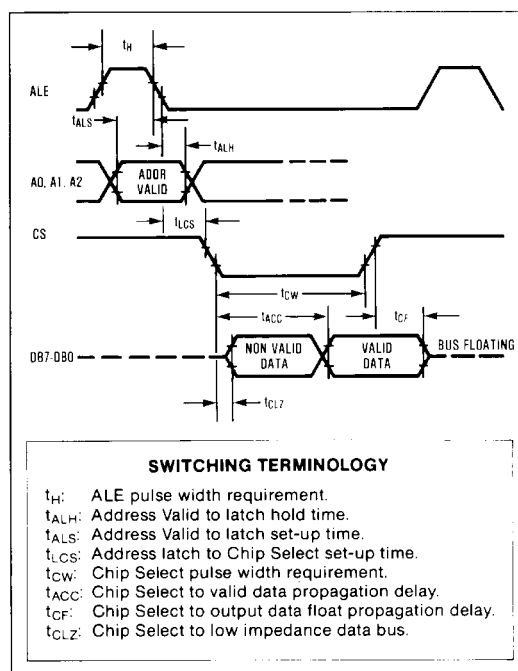 tH
ALE
tALS
tALH
A0, A1, A2
ADDR
VALID
tLCS
CS
tCW
tACC
tCF
DB7-DB0
NON VALID
DATA
VALID
DATA
BUS FLOATING
tCLZ
SWITCHING TERMINOLOGY
tH: ALE pulse width requirement.
tALH: Address Valid to latch hold time.
tALS: Address Valid to latch set-up time.
tLCS: Address latch to Chip Select set-up time.
tCW: Chip Select pulse width requirement.
tACC: Chip Select to valid data propagation delay.
tCF: Chip Select to output data float propagation delay.
tCLZ: Chip Select to low impedance data bus.